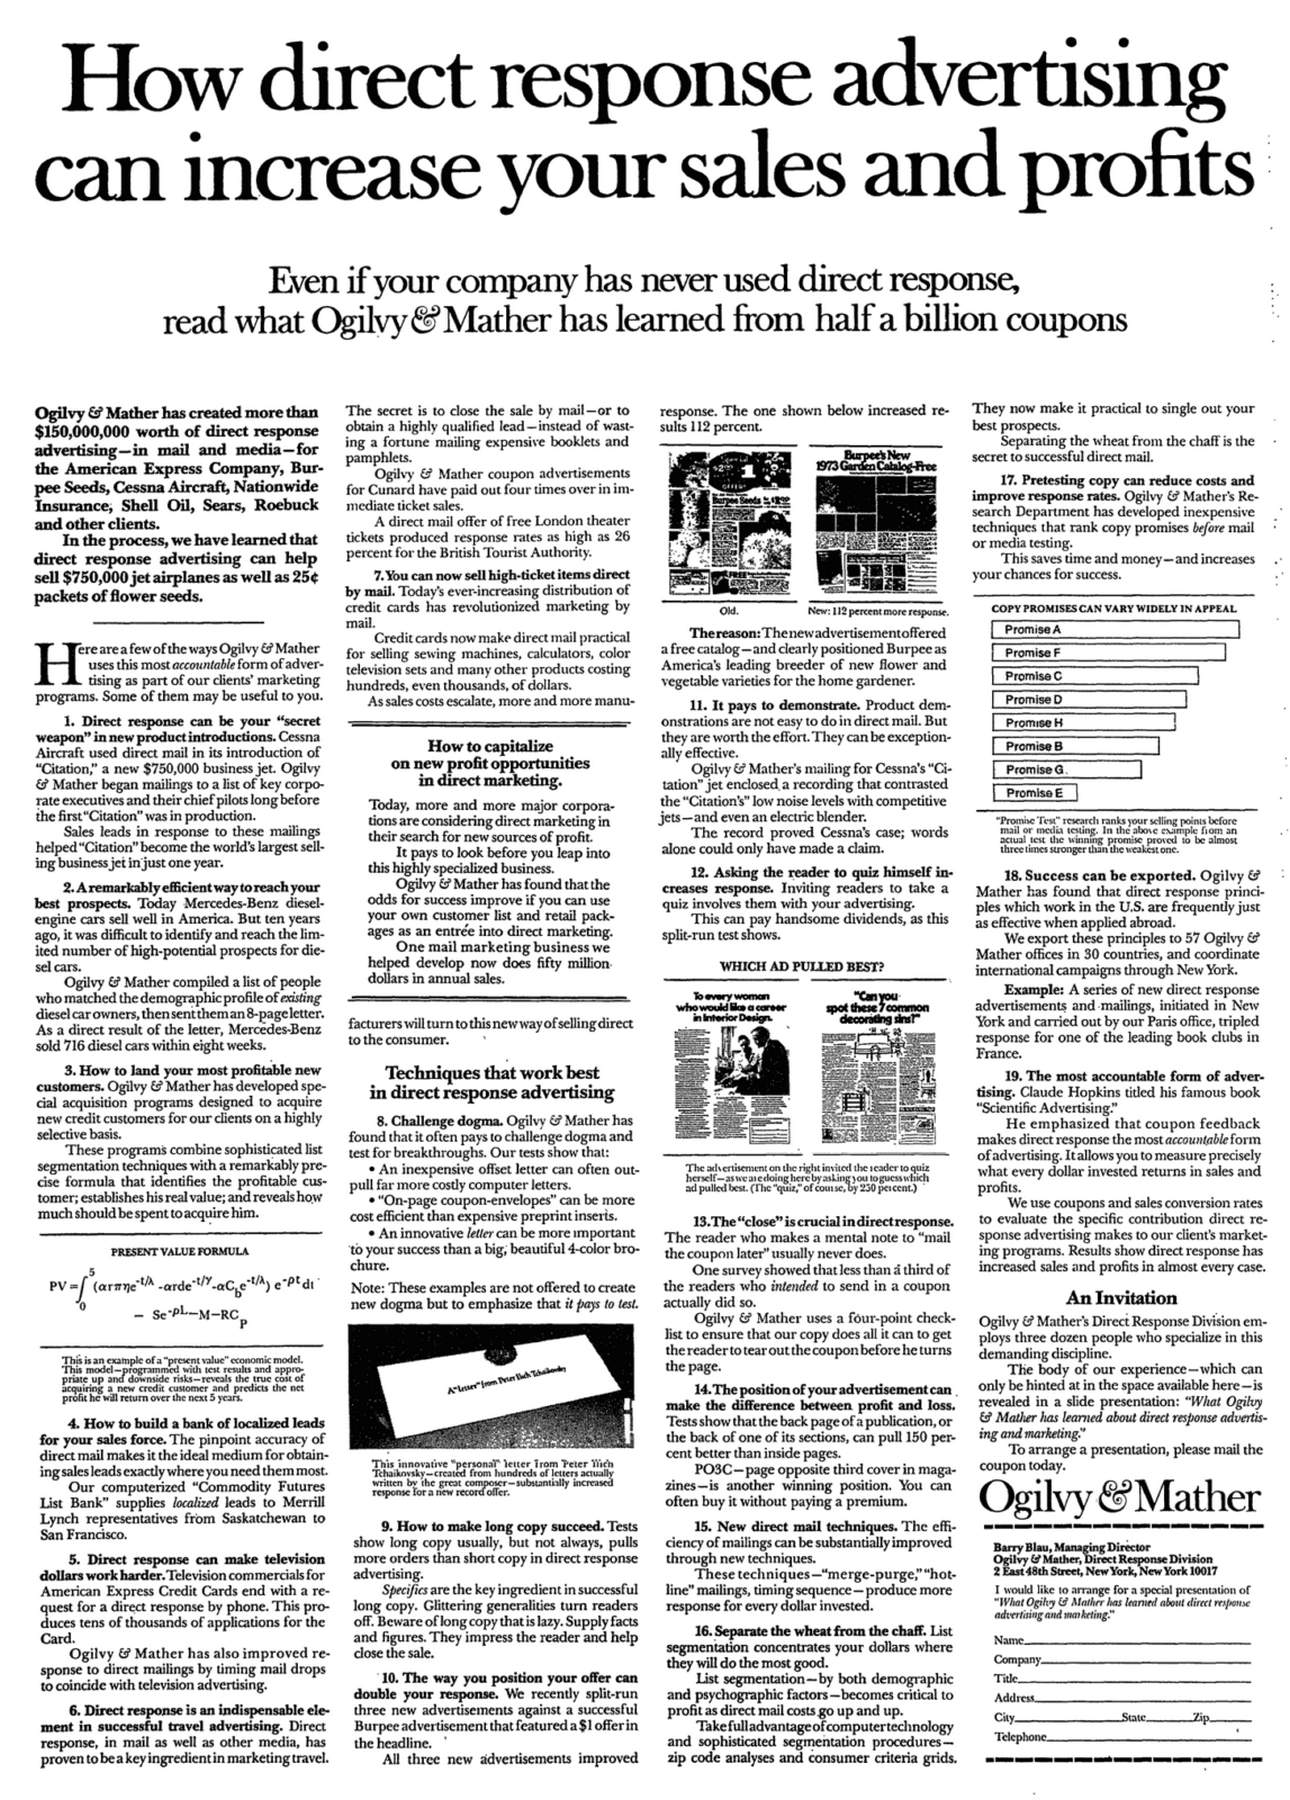 How direct response advertising
can increase your sales and profits
Even if your company has never used direct response,
read what Ogilvy & Mather has learned from half a billion coupons
Ogilvy & Mather has created more than
$150,000,000 worth of direct response
advertising—in mail and media—for
the American Express Company, Bur-
pee Seeds, Cessna Aircraft, Nationwide
Insurance, Shell Oil, Sears, Roebuck
and other clients.
In the process, we have learned that
direct response advertising can help
sell $750,000 jet airplanes as well as 25¢
packets of flower seeds.
Here are a few of the ways Ogilvy & Mather
uses this most accountable form of adver-
tising as part of our clients' marketing
programs. Some of them may be useful to you.
1. Direct response can be your "secret
weapon" in new product introductions. Cessna
Aircraft used direct mail in its introduction of
"Citation," a new $750,000 business jet. Ogilvy
& Mather began mailings to a list of key corpo-
rate executives and their chief pilots long before
the first "Citation" was in production.
Sales leads in response to these mailings
helped "Citation" become the world's largest sell-
ing business jet in just one year.
2. A remarkably efficient way to reach your
best prospects. Today Mercedes-Benz diesel-
engine cars sell well in America. But ten years
ago, it was difficult to identify and reach the lim-
ited number of high-potential prospects for die-
sel cars.
Ogilvy & Mather compiled a list of people
who matched the demographic profile of existing
diesel car owners, then sent them an 8-page letter.
As a direct result of the letter, Mercedes-Benz
sold 716 diesel cars within eight weeks.
3. How to land your most profitable new
customers. Ogilvy & Mather has developed spe-
cial acquisition programs designed to acquire
new credit customers for our clients on a highly
selective basis.
These programs combine sophisticated list
segmentation techniques with a remarkably pre-
cise formula that identifies the profitable cus-
tomer; establishes his real value; and reveals how
much should be spent to acquire him.
PRESENT VALUE FORMULA
PV = ∫₀⁵ (αrπηe^-t/λ - αrde^-t/γ - αC_b e^-t/λ) e^-ρt dt
— Se^-ρL — M — RC_p
This is an example of a "present value" economic model.
This model—programmed with test results and appro-
priate up and downside risks—reveals the true cost of
acquiring a new credit customer and predicts the net
profit he will return over the next 5 years.
4. How to build a bank of localized leads
for your sales force. The pinpoint accuracy of
direct mail makes it the ideal medium for obtain-
ing sales leads exactly where you need them most.
Our computerized "Commodity Futures
List Bank" supplies localized leads to Merrill
Lynch representatives from Saskatchewan to
San Francisco.
5. Direct response can make television
dollars work harder. Television commercials for
American Express Credit Cards end with a re-
quest for a direct response by phone. This pro-
duces tens of thousands of applications for the
Card.
Ogilvy & Mather has also improved re-
sponse to direct mailings by timing mail drops
to coincide with television advertising.
6. Direct response is an indispensable ele-
ment in successful travel advertising. Direct
response, in mail as well as other media, has
proven to be a key ingredient in marketing travel.
The secret is to close the sale by mail—or to
obtain a highly qualified lead—instead of wast-
ing a fortune mailing expensive booklets and
pamphlets.
Ogilvy & Mather coupon advertisements
for Cunard have paid out four times over in im-
mediate ticket sales.
A direct mail offer of free London theater
tickets produced response rates as high as 26
percent for the British Tourist Authority.
7. You can now sell high-ticket items direct
by mail. Today's ever-increasing distribution of
credit cards has revolutionized marketing by
mail.
Credit cards now make direct mail practical
for selling sewing machines, calculators, color
television sets and many other products costing
hundreds, even thousands, of dollars.
As sales costs escalate, more and more manu-
How to capitalize
on new profit opportunities
in direct marketing.
Today, more and more major corpora-
tions are considering direct marketing in
their search for new sources of profit.
It pays to look before you leap into
this highly specialized business.
Ogilvy & Mather has found that the
odds for success improve if you can use
your own customer list and retail pack-
ages as an entrée into direct marketing.
One mail marketing business we
helped develop now does fifty million
dollars in annual sales.
facturers will turn to this new way of selling direct
to the consumer.
Techniques that work best
in direct response advertising
8. Challenge dogma. Ogilvy & Mather has
found that it often pays to challenge dogma and
test for breakthroughs. Our tests show that:
• An inexpensive offset letter can often out-
pull far more costly computer letters.
• "On-page coupon-envelopes" can be more
cost efficient than expensive preprint inserts.
• An innovative letter can be more important
to your success than a big, beautiful 4-color bro-
chure.
Note: These examples are not offered to create
new dogma but to emphasize that it pays to test.
A "letter" from Peter Ilich Tchaikovsky
This innovative "personal" letter from Peter Ilich
Tchaikovsky—created from hundreds of letters actually
written by the great composer—substantially increased
response for a new record offer.
9. How to make long copy succeed. Tests
show long copy usually, but not always, pulls
more orders than short copy in direct response
advertising.
Specifics are the key ingredient in successful
long copy. Glittering generalities turn readers
off. Beware of long copy that is lazy. Supply facts
and figures. They impress the reader and help
close the sale.
10. The way you position your offer can
double your response. We recently split-run
three new advertisements against a successful
Burpee advertisement that featured a $1 offer in
the headline.
All three new advertisements improved
response. The one shown below increased re-
sults 112 percent.
Burpee Seeds
Burpee's New
1973 Garden Catalog-Free
Old.
New: 112 percent more response.
The reason: The new advertisement offered
a free catalog—and clearly positioned Burpee as
America's leading breeder of new flower and
vegetable varieties for the home gardener.
11. It pays to demonstrate. Product dem-
onstrations are not easy to do in direct mail. But
they are worth the effort. They can be exception-
ally effective.
Ogilvy & Mather's mailing for Cessna's "Ci-
tation" jet enclosed a recording that contrasted
the "Citation's" low noise levels with competitive
jets—and even an electric blender.
The record proved Cessna's case; words
alone could only have made a claim.
12. Asking the reader to quiz himself in-
creases response. Inviting readers to take a
quiz involves them with your advertising.
This can pay handsome dividends, as this
split-run test shows.
WHICH AD PULLED BEST?
To every woman
who would like a career
in Interior Design.
"Can you
spot these 7 common
decorating sins?"
The advertisement on the right invited the reader to quiz
herself—as we are doing here by asking you to guess which
ad pulled best. (The "quiz," of course, by 250 percent.)
13. The "close" is crucial in direct response.
The reader who makes a mental note to "mail
the coupon later" usually never does.
One survey showed that less than a third of
the readers who intended to send in a coupon
actually did so.
Ogilvy & Mather uses a four-point check-
list to ensure that our copy does all it can to get
the reader to tear out the coupon before he turns
the page.
14. The position of your advertisement can
make the difference between profit and loss.
Tests show that the back page of a publication, or
the back of one of its sections, can pull 150 per-
cent better than inside pages.
PO3C—page opposite third cover in maga-
zines—is another winning position. You can
often buy it without paying a premium.
15. New direct mail techniques. The effi-
ciency of mailings can be substantially improved
through new techniques.
These techniques—"merge-purge," "hot-
line" mailings, timing sequence—produce more
response for every dollar invested.
16. Separate the wheat from the chaff. List
segmentation concentrates your dollars where
they will do the most good.
List segmentation—by both demographic
and psychographic factors—becomes critical to
profit as direct mail costs go up and up.
Take full advantage of computer technology
and sophisticated segmentation procedures—
zip code analyses and consumer criteria grids.
They now make it practical to single out your
best prospects.
Separating the wheat from the chaff is the
secret to successful direct mail.
17. Pretesting copy can reduce costs and
improve response rates. Ogilvy & Mather's Re-
search Department has developed inexpensive
techniques that rank copy promises before mail
or media testing.
This saves time and money—and increases
your chances for success.
COPY PROMISES CAN VARY WIDELY IN APPEAL
Promise A
Promise F
Promise C
Promise D
Promise H
Promise B
Promise G
Promise E
"Promise Test" research ranks your selling points before
mail or media testing. In the above example from an
actual test the winning promise proved to be almost
three times stronger than the weakest one.
18. Success can be exported. Ogilvy &
Mather has found that direct response princi-
ples which work in the U.S. are frequently just
as effective when applied abroad.
We export these principles to 57 Ogilvy &
Mather offices in 30 countries, and coordinate
international campaigns through New York.
Example: A series of new direct response
advertisements and mailings, initiated in New
York and carried out by our Paris office, tripled
response for one of the leading book clubs in
France.
19. The most accountable form of adver-
tising. Claude Hopkins titled his famous book
"Scientific Advertising."
He emphasized that coupon feedback
makes direct response the most accountable form
of advertising. It allows you to measure precisely
what every dollar invested returns in sales and
profits.
We use coupons and sales conversion rates
to evaluate the specific contribution direct re-
sponse advertising makes to our client's market-
ing programs. Results show direct response has
increased sales and profits in almost every case.
An Invitation
Ogilvy & Mather's Direct Response Division em-
ploys three dozen people who specialize in this
demanding discipline.
The body of our experience—which can
only be hinted at in the space available here—is
revealed in a slide presentation: "What Ogilvy
& Mather has learned about direct response advertis-
ing and marketing."
To arrange a presentation, please mail the
coupon today.
Ogilvy & Mather
Barry Blau, Managing Director
Ogilvy & Mather, Direct Response Division
2 East 48th Street, New York, New York 10017
I would like to arrange for a special presentation of
"What Ogilvy & Mather has learned about direct response
advertising and marketing."
Name
Company
Title
Address
City State Zip
Telephone